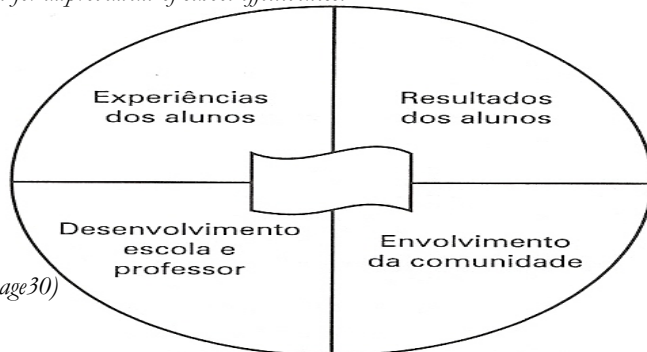 Experiências
dos alunos
Resultados
dos alunos
Desenvolvimento
escola e
professor
Envolvimento
da comunidade
age30)